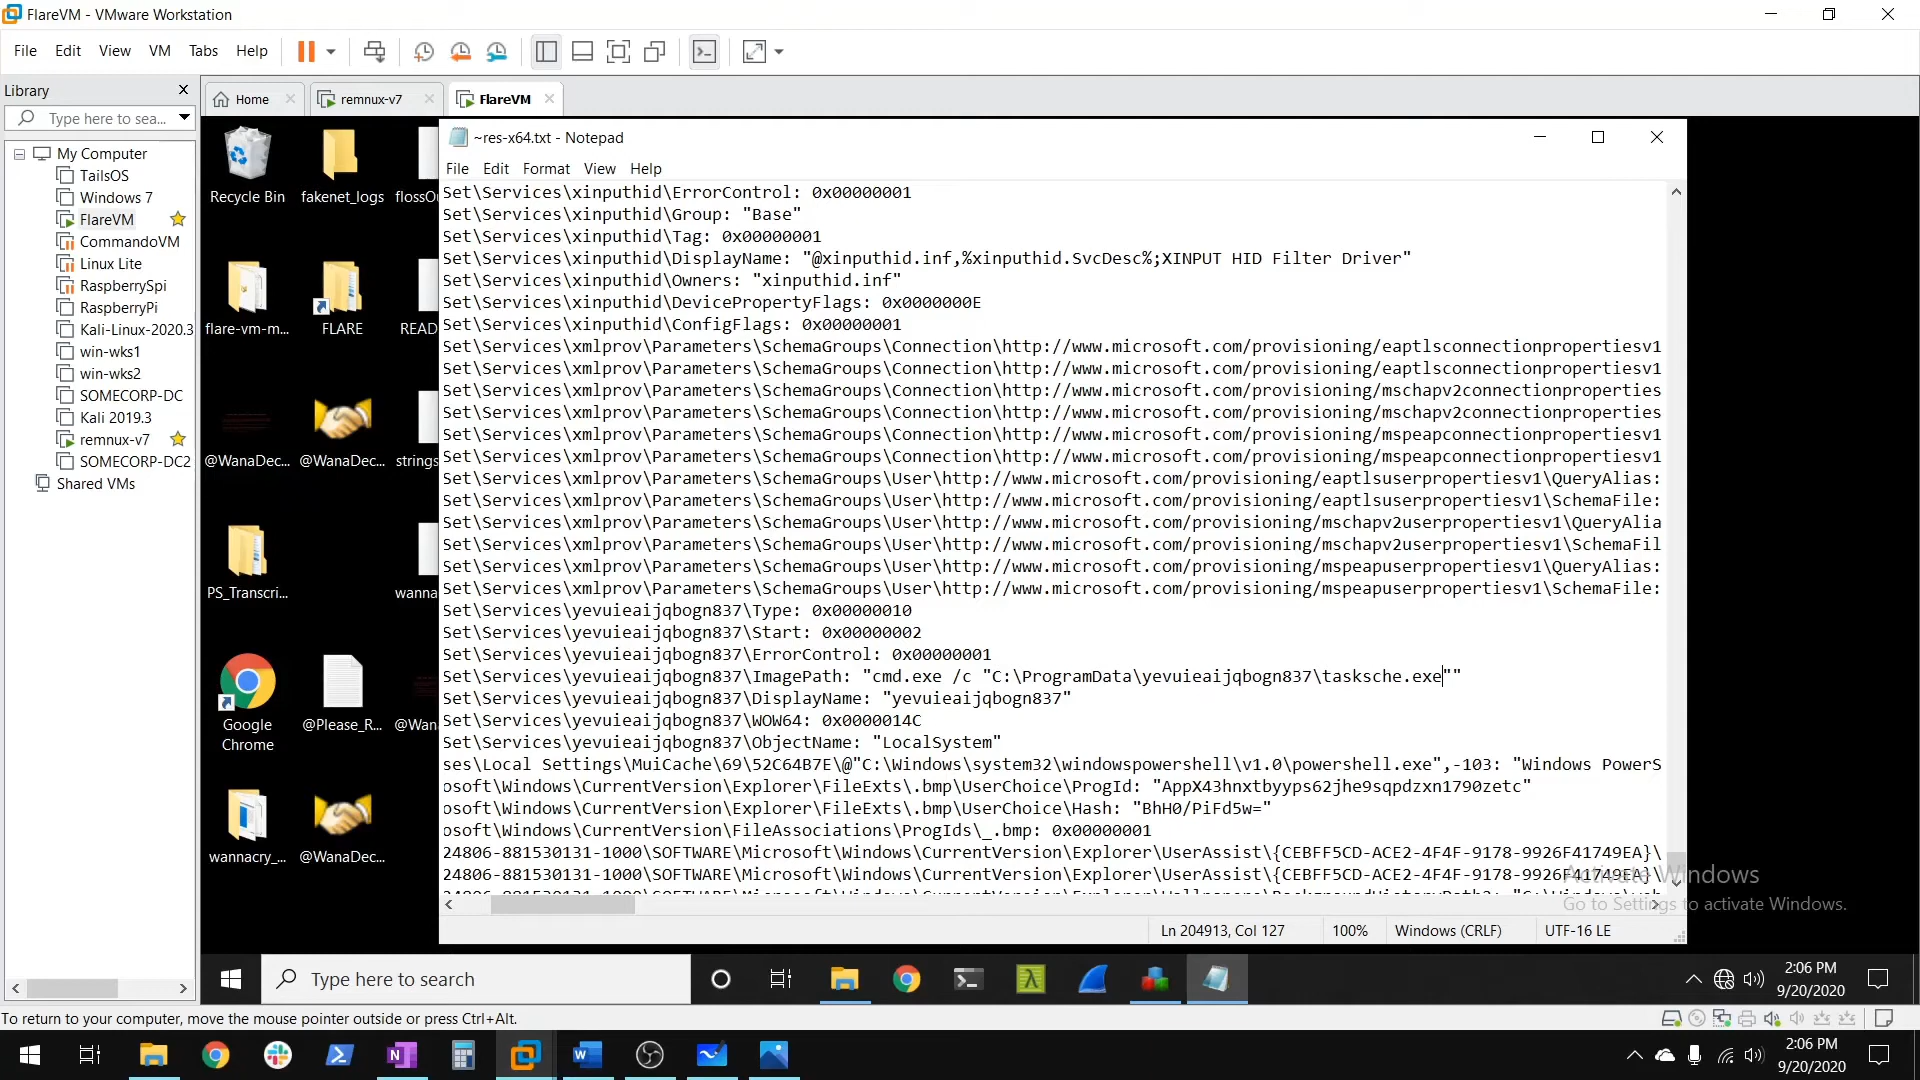 FlareVM - VMware Workstation
File Edit View VM Tabs Help
Library
Type here to sea...
My Computer
TailsOS
Windows 7
FlareVM
CommandoVM
Linux Lite
RaspberrySpi
RaspberryPi
Kali-Linux-2020.3
win-wks1
win-wks2
SOMECORP-DC
Kali 2019.3
remnux-v7
SOMECORP-DC2
Shared VMs
Home
remnux-v7
FlareVM
Recycle Bin
fakenet_logs
flossOu
flare-vm-m...
FLARE
READ
@WanaDec...
@WanaDec...
strings
PS_Transcri...
wanna
Google Chrome
@Please_R...
@Wan
wannacry_...
@WanaDec...
~res-x64.txt - Notepad
File Edit Format View Help
Set\Services\xinputhid\ErrorControl: 0x00000001
Set\Services\xinputhid\Group: "Base"
Set\Services\xinputhid\Tag: 0x00000001
Set\Services\xinputhid\DisplayName: "@xinputhid.inf,%xinputhid.SvcDesc%;XINPUT HID Filter Driver"
Set\Services\xinputhid\Owners: "xinputhid.inf"
Set\Services\xinputhid\DevicePropertyFlags: 0x0000000E
Set\Services\xinputhid\ConfigFlags: 0x00000001
Set\Services\xmlprov\Parameters\SchemaGroups\Connection\http://www.microsoft.com/provisioning/eaptlsconnectionpropertiesv1
Set\Services\xmlprov\Parameters\SchemaGroups\Connection\http://www.microsoft.com/provisioning/eaptlsconnectionpropertiesv1
Set\Services\xmlprov\Parameters\SchemaGroups\Connection\http://www.microsoft.com/provisioning/mschapv2connectionproperties
Set\Services\xmlprov\Parameters\SchemaGroups\Connection\http://www.microsoft.com/provisioning/mschapv2connectionproperties
Set\Services\xmlprov\Parameters\SchemaGroups\Connection\http://www.microsoft.com/provisioning/mspeapconnectionpropertiesv1
Set\Services\xmlprov\Parameters\SchemaGroups\Connection\http://www.microsoft.com/provisioning/mspeapconnectionpropertiesv1
Set\Services\xmlprov\Parameters\SchemaGroups\User\http://www.microsoft.com/provisioning/eaptlsuserpropertiesv1\QueryAlias:
Set\Services\xmlprov\Parameters\SchemaGroups\User\http://www.microsoft.com/provisioning/eaptlsuserpropertiesv1\SchemaFile:
Set\Services\xmlprov\Parameters\SchemaGroups\User\http://www.microsoft.com/provisioning/mschapv2userpropertiesv1\QueryAlia
Set\Services\xmlprov\Parameters\SchemaGroups\User\http://www.microsoft.com/provisioning/mschapv2userpropertiesv1\SchemaFil
Set\Services\xmlprov\Parameters\SchemaGroups\User\http://www.microsoft.com/provisioning/mspeapuserpropertiesv1\QueryAlias:
Set\Services\xmlprov\Parameters\SchemaGroups\User\http://www.microsoft.com/provisioning/mspeapuserpropertiesv1\SchemaFile:
Set\Services\yevuieaijqbogn837\Type: 0x00000010
Set\Services\yevuieaijqbogn837\Start: 0x00000002
Set\Services\yevuieaijqbogn837\ErrorControl: 0x00000001
Set\Services\yevuieaijqbogn837\ImagePath: "cmd.exe /c "C:\ProgramData\yevuieaijqbogn837\tasksche.exe""
Set\Services\yevuieaijqbogn837\DisplayName: "yevuieaijqbogn837"
Set\Services\yevuieaijqbogn837\WOW64: 0x0000014C
Set\Services\yevuieaijqbogn837\ObjectName: "LocalSystem"
ses\Local Settings\MuiCache\69\52C64B7E\@"C:\Windows\system32\windowspowershell\v1.0\powershell.exe",-103: "Windows PowerS
osoft\Windows\CurrentVersion\Explorer\FileExts\.bmp\UserChoice\ProgId: "AppX43hnxtbyyps62jhe9sqpdzxn1790zetc"
osoft\Windows\CurrentVersion\Explorer\FileExts\.bmp\UserChoice\Hash: "BhH0/PiFd5w="
osoft\Windows\CurrentVersion\FileAssociations\ProgIds\_.bmp: 0x00000001
24806-881530131-1000\SOFTWARE\Microsoft\Windows\CurrentVersion\Explorer\UserAssist\{CEBFF5CD-ACE2-4F4F-9178-9926F41749EA}\
24806-881530131-1000\SOFTWARE\Microsoft\Windows\CurrentVersion\Explorer\UserAssist\{CEBFF5CD-ACE2-4F4F-9178-9926F41749EA}\
Activate Windows
Go to Settings to activate Windows.
Ln 204913, Col 127 100% Windows (CRLF) UTF-16 LE
Type here to search
2:06 PM
9/20/2020
To return to your computer, move the mouse pointer outside or press Ctrl+Alt.
2:06 PM
9/20/2020